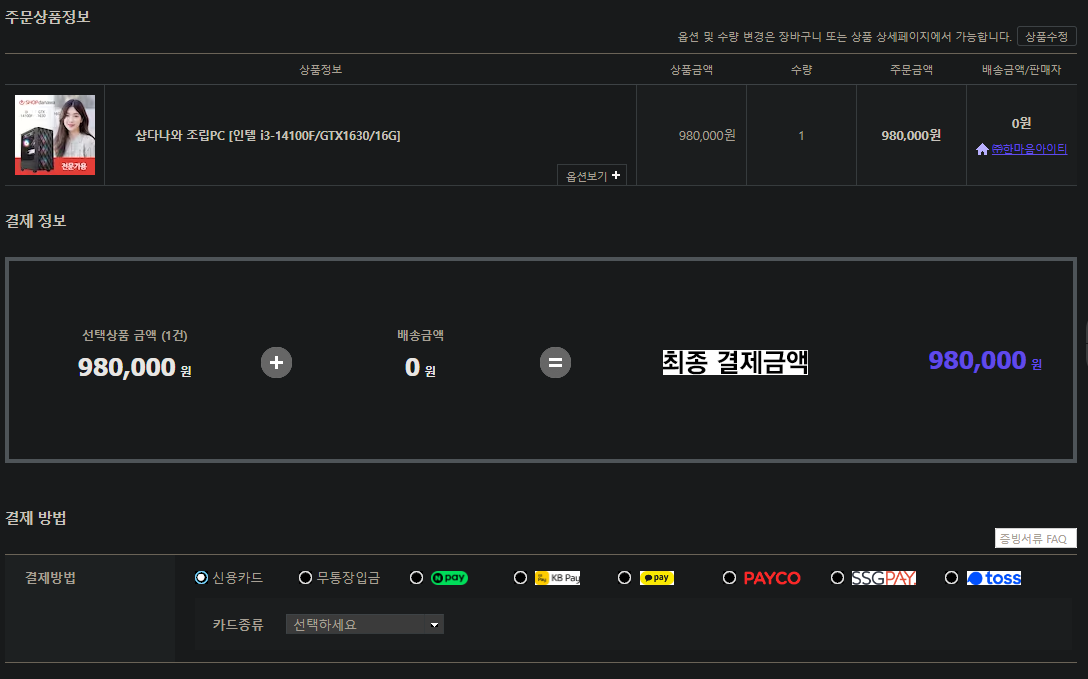 주문상품정보
옵션 및 수량 변경은 장바구니 또는 상품 상세페이지에서 가능합니다. 상품수정
상품정보 상품금액 수량 주문금액 배송금액/판매자
SHOPdanawa
전문가용
샵다나와 조립PC [인텔 i3-14100F/GTX1630/16G]
옵션보기 +
980,000원 1 980,000원
0원
㈜한마음아이티
결제 정보
선택상품 금액 (1건) 배송금액
980,000 원 + 0 원 = 최종 결제금액 980,000 원
결제 방법
증빙서류 FAQ
결제방법 신용카드 무통장입금 N pay KB Pay pay PAYCO SSGPAY toss
카드종류 선택하세요